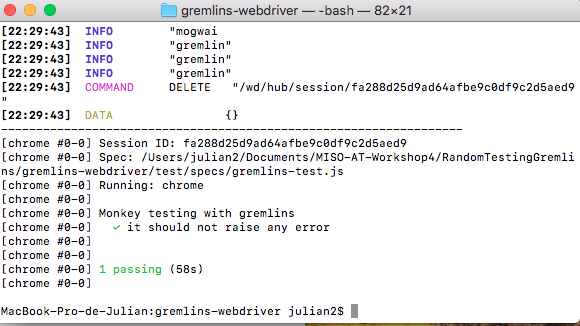 gremlins-webdriver — -bash — 82×21
[22:29:43] INFO "mogwai
[22:29:43] INFO "gremlin"
[22:29:43] INFO "gremlin"
[22:29:43] INFO "gremlin"
[22:29:43] COMMAND DELETE "/wd/hub/session/fa288d25d9ad64afbe9c0df9c2d5aed9
"
[22:29:43] DATA {}
------------------------------------------------------------------
[chrome #0-0] Session ID: fa288d25d9ad64afbe9c0df9c2d5aed9
[chrome #0-0] Spec: /Users/julian2/Documents/MISO-AT-Workshop4/RandomTestingGremli
ns/gremlins-webdriver/test/specs/gremlins-test.js
[chrome #0-0] Running: chrome
[chrome #0-0]
[chrome #0-0] Monkey testing with gremlins
[chrome #0-0] ✓ it should not raise any error
[chrome #0-0]
[chrome #0-0]
[chrome #0-0] 1 passing (58s)
[chrome #0-0]
MacBook-Pro-de-Julian:gremlins-webdriver julian2$